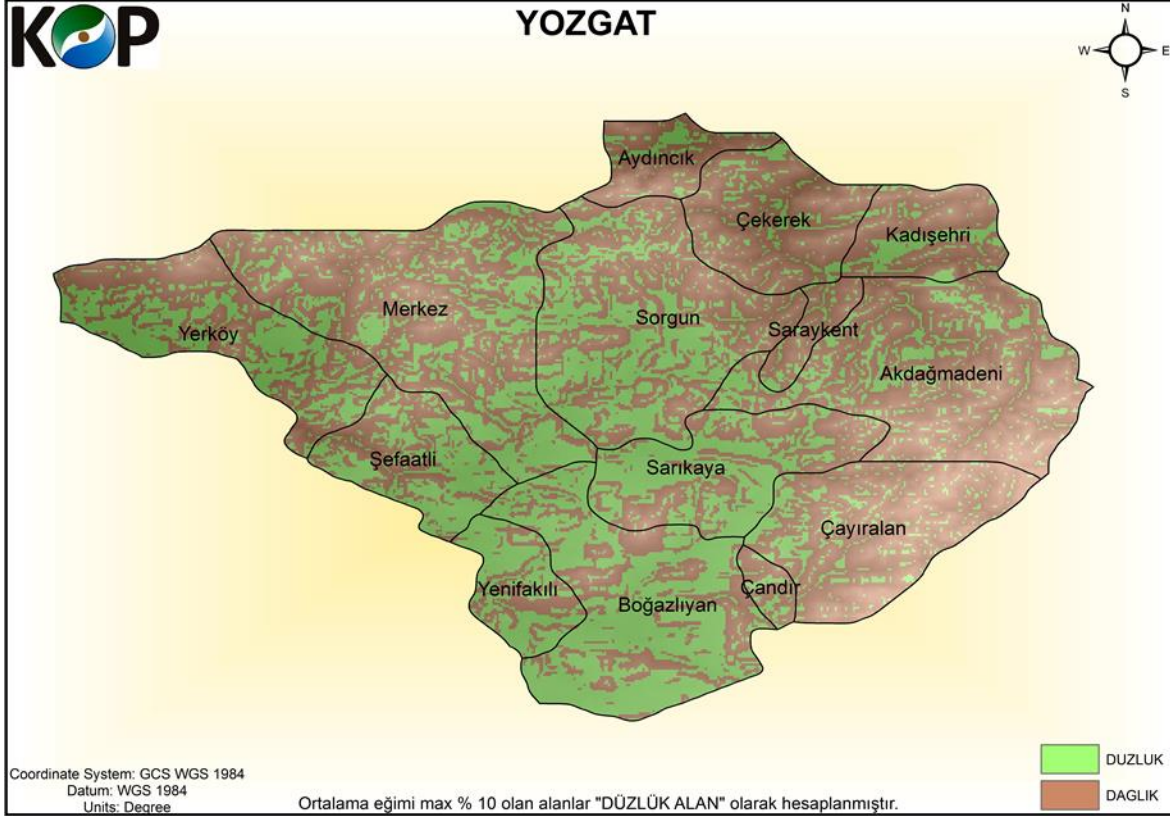 KOP
YOZGAT
N
W E
S
Aydıncık
Çekerek
Kadışehri
Merkez
Sorgun
Saraykent
Yerköy
Akdağmadeni
Şefaatli
Sarıkaya
Çayıralan
Yenifakılı
Boğazlıyan
Çandır
Coordinate System: GCS WGS 1984
Datum: WGS 1984
Units: Degree
Ortalama eğimi max % 10 olan alanlar "DÜZLÜK ALAN" olarak hesaplanmıştır.
DUZLUK
DAGLIK